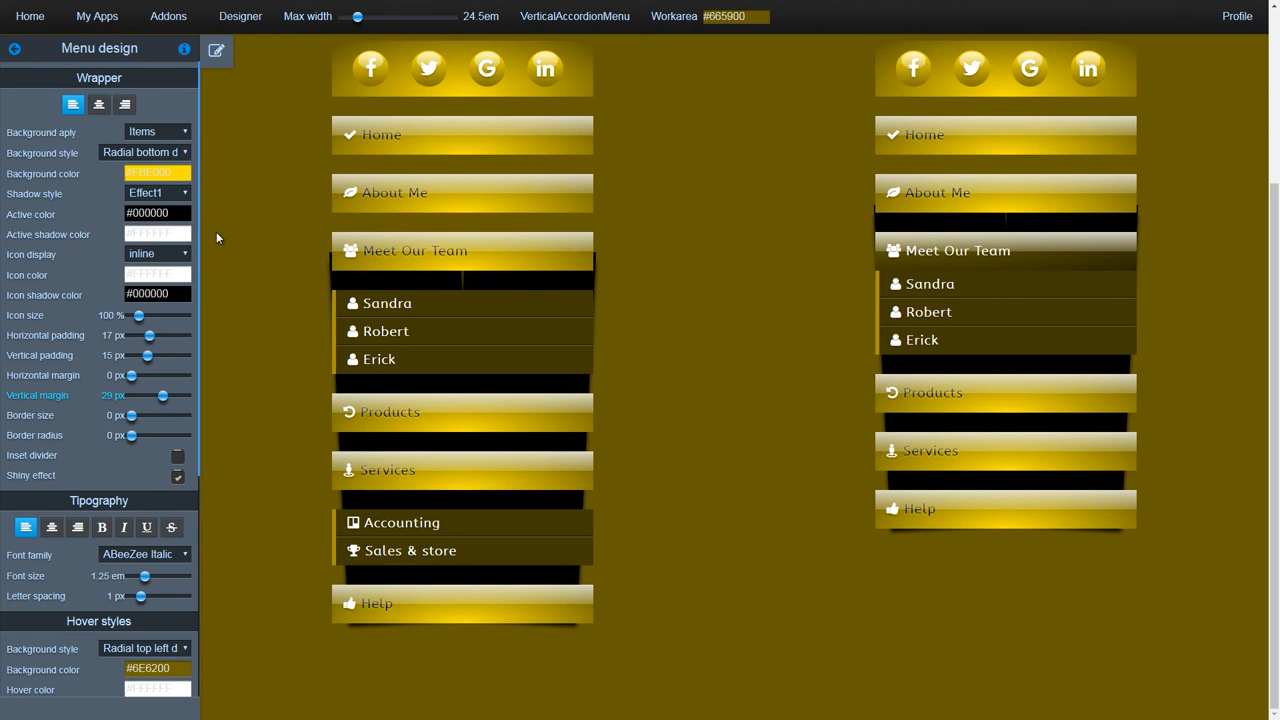 Home My Apps Addons Designer Max width 24.5em VerticalAccordionMenu Workarea #665900 Profile
Menu design
Wrapper
Background aply Items
Background style Radial bottom d
Background color #FBE000
Shadow style Effect1
Active color #000000
Active shadow color #FFFFFF
Icon display inline
Icon color #FFFFFF
Icon shadow color #000000
Icon size 100 %
Horizontal padding 17 px
Vertical padding 15 px
Horizontal margin 0 px
Vertical margin 29 px
Border size 0 px
Border radius 0 px
Inset divider
Shiny effect
Tipography
B I U S
Font family ABeeZee Italic
Font size 1.25 em
Letter spacing 1 px
Hover styles
Background style Radial top left d
Background color #6E6200
Hover color #FFFFFF
Home
About Me
Meet Our Team
Sandra
Robert
Erick
Products
Services
Accounting
Sales & store
Help
Home
About Me
Meet Our Team
Sandra
Robert
Erick
Products
Services
Help